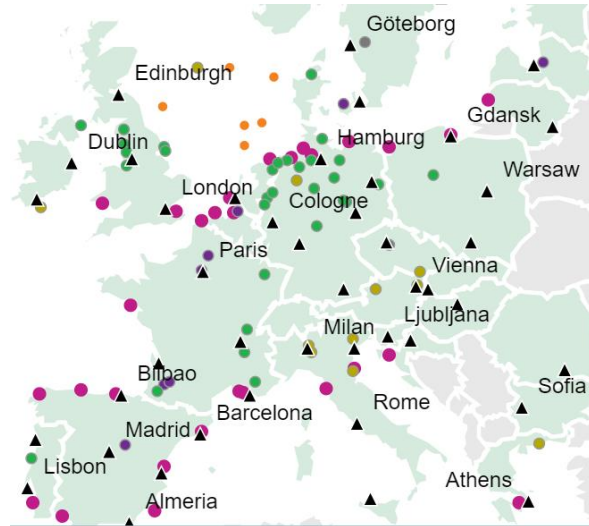 Göteborg
Edinburgh
Gdansk
Dublin
Hamburg
Warsaw
London
Cologne
Paris
Vienna
Ljubljana
Milan
Bilbao
Sofia
Barcelona
Rome
Madrid
Lisbon
Athens
Almeria